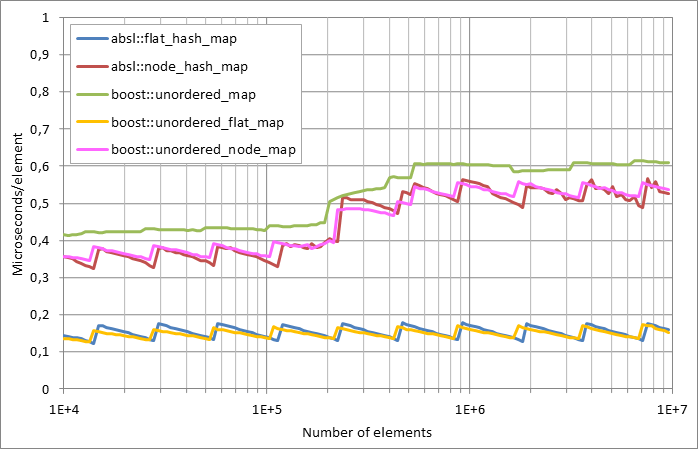 1
0,9
0,8
0,7
0,6
0,5
0,4
0,3
0,2
0,1
0
Microseconds/element
absl::flat_hash_map
absl::node_hash_map
boost::unordered_map
boost::unordered_flat_map
boost::unordered_node_map
1E+4
1E+5
1E+6
1E+7
Number of elements